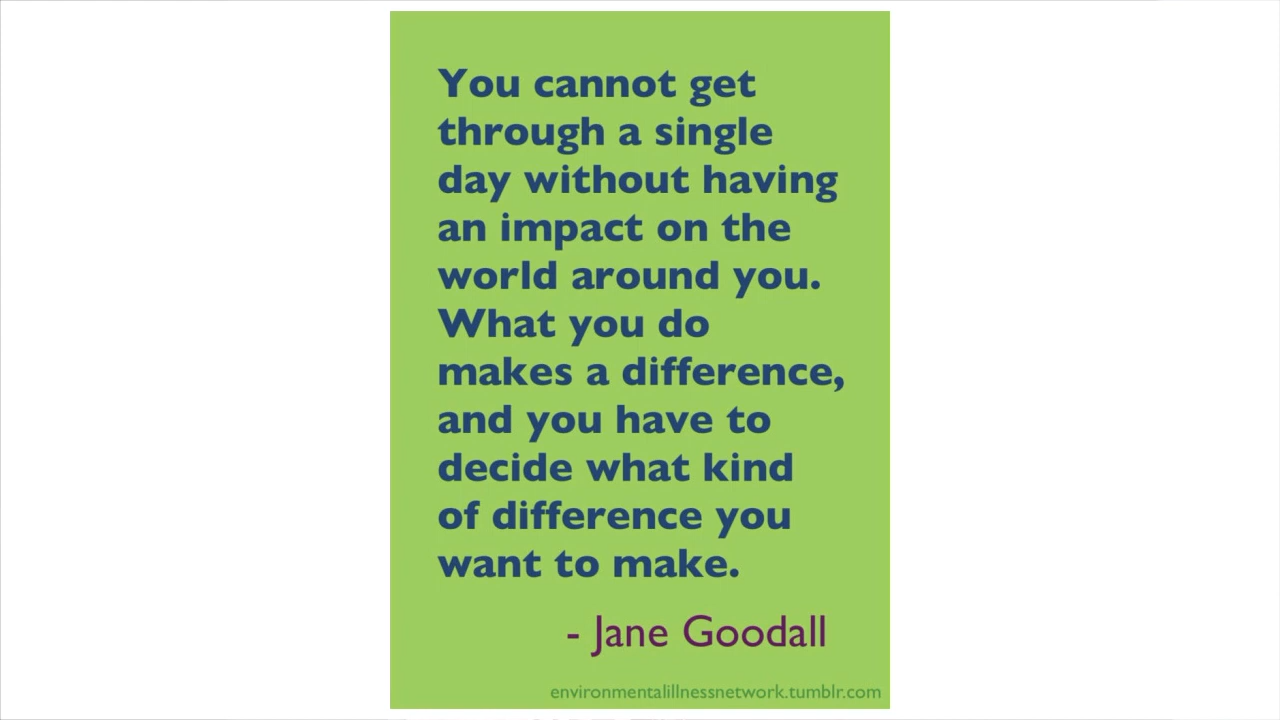 You cannot get
through a single
day without having
an impact on the
world around you.
What you do
makes a difference,
and you have to
decide what kind
of difference you
want to make.
- Jane Goodall
environmentalillnessnetwork.tumblr.com